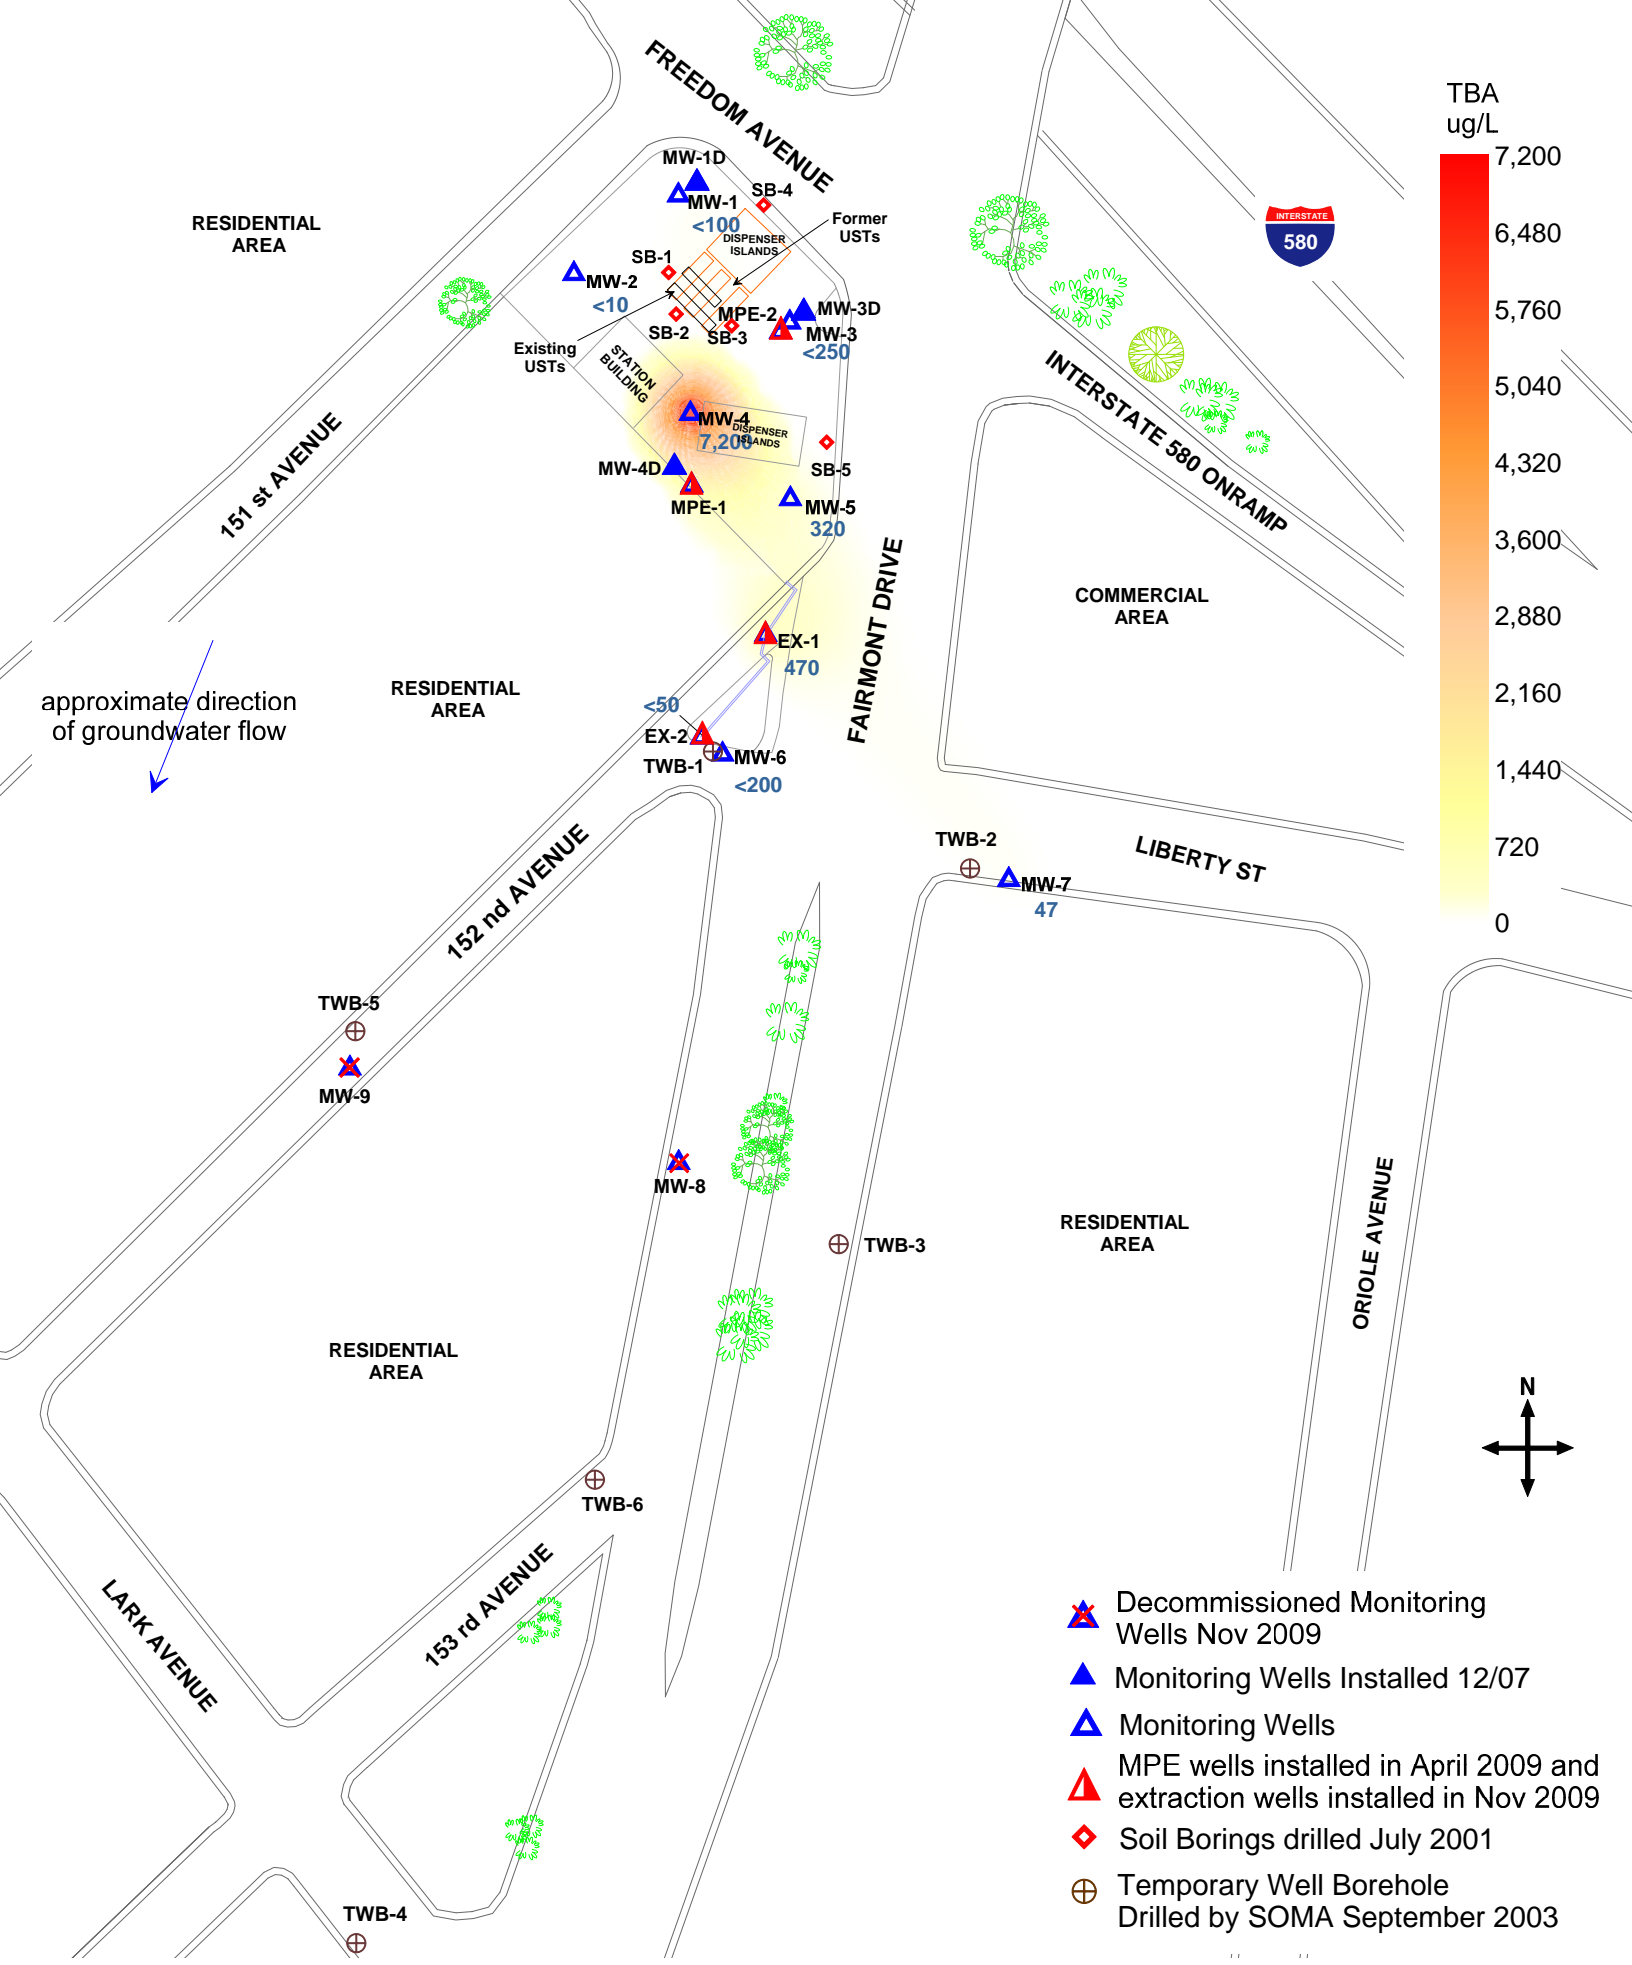 FREEDOM AVENUE
TBA
ug/L
7,200
6,480
5,760
5,040
4,320
3,600
2,880
2,160
1,440
720
0
MW-1D
SB-4
MW-1
<100
Former
USTs
DISPENSER
ISLANDS
RESIDENTIAL
AREA
INTERSTATE
580
SB-1
MW-2
<10
MPE-2
MW-3D
MW-3
<250
SB-2
SB-3
Existing
USTs
STATION
BUILDING
INTERSTATE 580 ONRAMP
MW-4
7,200
DISPENSER
ISLANDS
MW-4D
SB-5
MPE-1
MW-5
320
151 st AVENUE
FAIRMONT DRIVE
COMMERCIAL
AREA
EX-1
470
approximate direction
of groundwater flow
RESIDENTIAL
AREA
<50
EX-2
TWB-1
MW-6
<200
152 nd AVENUE
TWB-2
LIBERTY ST
MW-7
47
TWB-5
MW-9
MW-8
TWB-3
RESIDENTIAL
AREA
ORIOLE AVENUE
RESIDENTIAL
AREA
N
TWB-6
153 rd AVENUE
LARK AVENUE
TWB-4
Decommissioned Monitoring
Wells Nov 2009
Monitoring Wells Installed 12/07
Monitoring Wells
MPE wells installed in April 2009 and
extraction wells installed in Nov 2009
Soil Borings drilled July 2001
Temporary Well Borehole
Drilled by SOMA September 2003